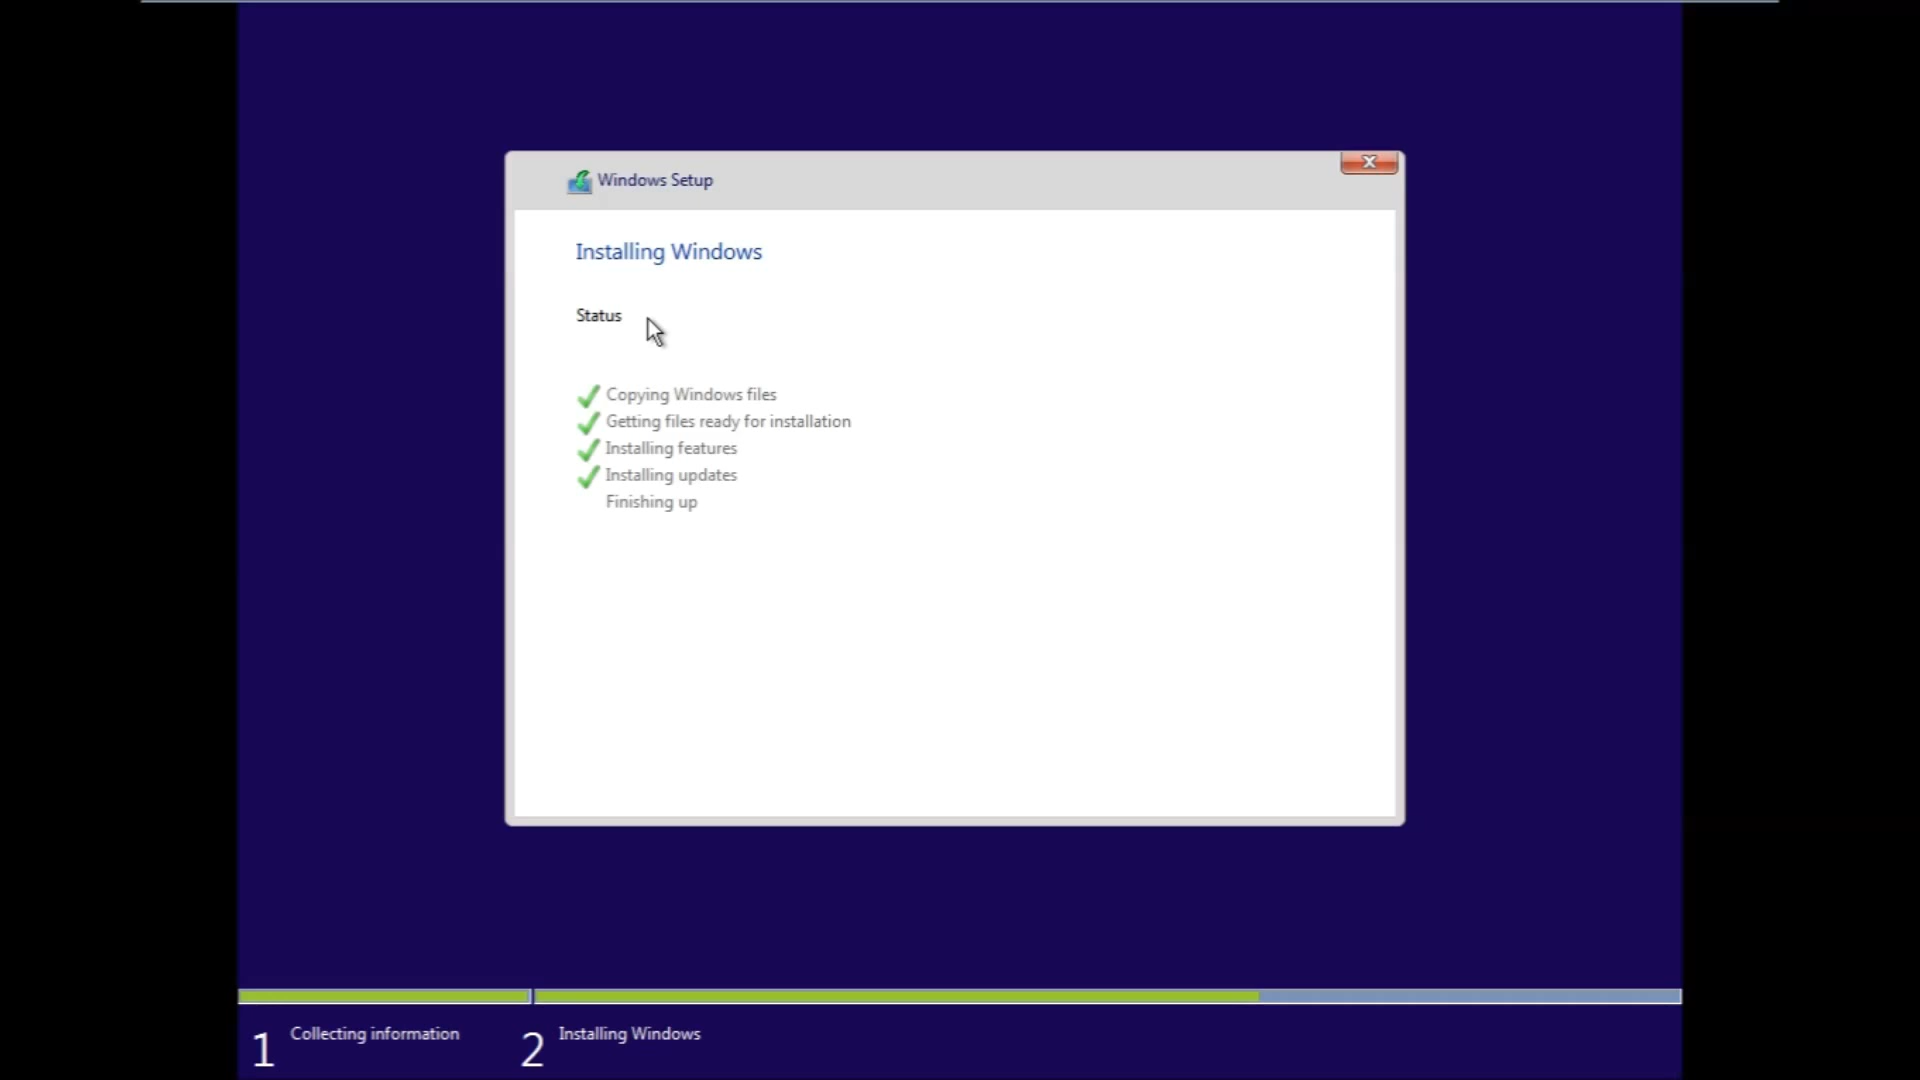 Windows Setup
Installing Windows
Status
Copying Windows files
Getting files ready for installation
Installing features
Installing updates
Finishing up
1 Collecting information
2 Installing Windows